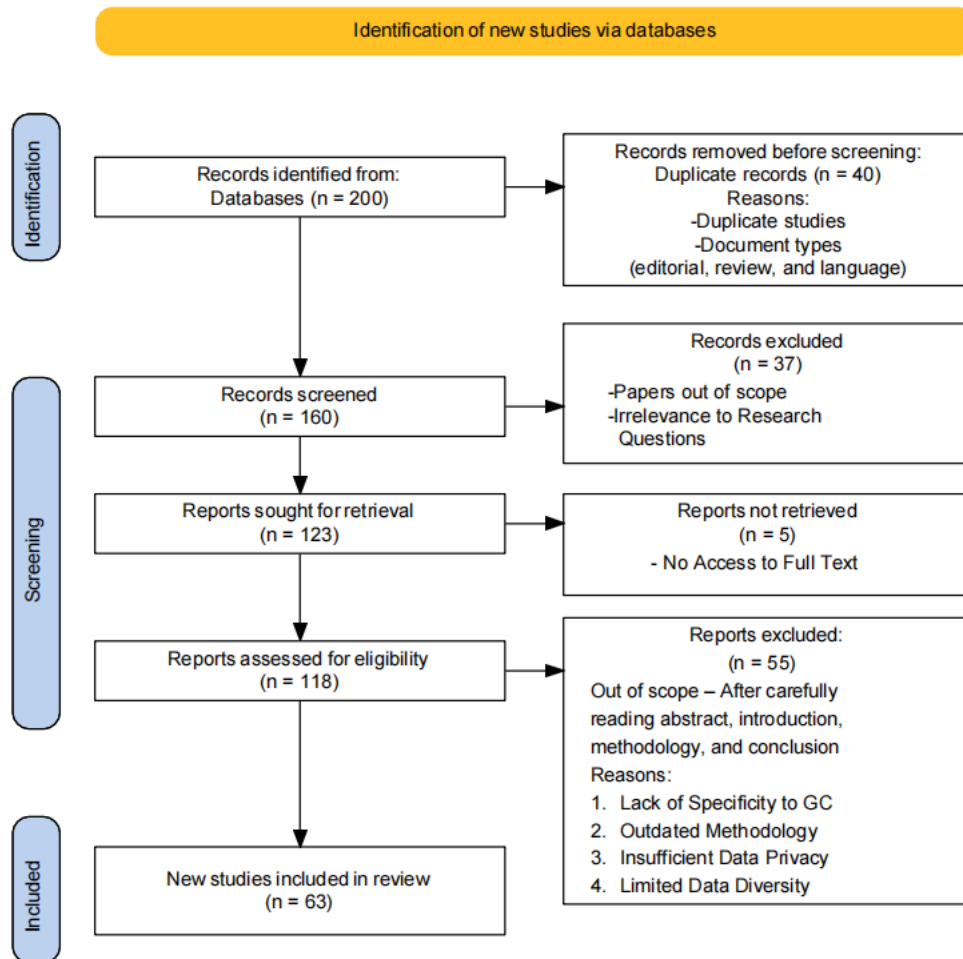 Identification of new studies via databases
Identification
Records identified from:
Databases (n = 200)
Records removed before screening:
Duplicate records (n = 40)
Reasons:
-Duplicate studies
-Document types
(editorial, review, and language)
Screening
Records screened
(n = 160)
Records excluded
(n = 37)
-Papers out of scope
-Irrelevance to Research
Questions
Reports sought for retrieval
(n = 123)
Reports not retrieved
(n = 5)
- No Access to Full Text
Reports assessed for eligibility
(n = 118)
Reports excluded:
(n = 55)
Out of scope – After carefully
reading abstract, introduction,
methodology, and conclusion
Reasons:
1. Lack of Specificity to GC
2. Outdated Methodology
3. Insufficient Data Privacy
4. Limited Data Diversity
Included
New studies included in review
(n = 63)